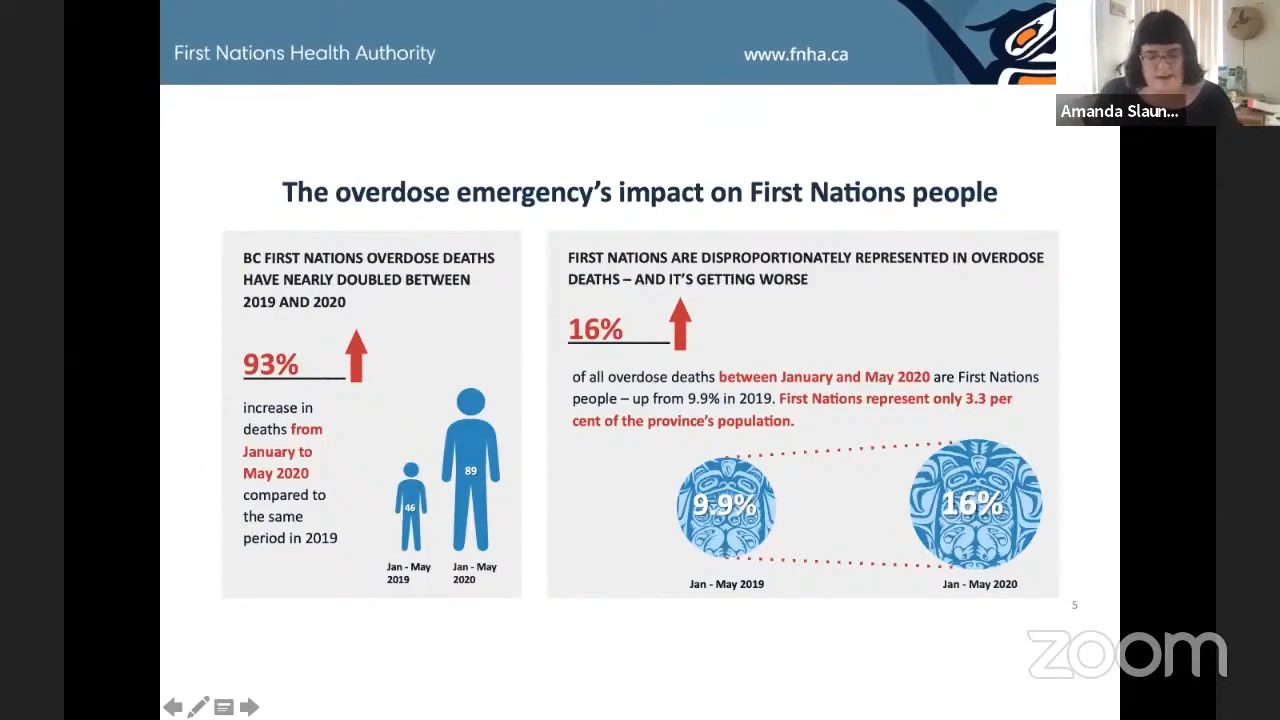 First Nations Health Authority
www.fnha.ca
Amanda Slaun...
The overdose emergency’s impact on First Nations people
BC FIRST NATIONS OVERDOSE DEATHS
HAVE NEARLY DOUBLED BETWEEN
2019 AND 2020
93%
increase in
deaths from
January to
May 2020
compared to
the same
period in 2019
46
89
Jan - May
2019
Jan - May
2020
FIRST NATIONS ARE DISPROPORTIONATELY REPRESENTED IN OVERDOSE
DEATHS – AND IT’S GETTING WORSE
16%
of all overdose deaths between January and May 2020 are First Nations
people – up from 9.9% in 2019. First Nations represent only 3.3 per
cent of the province’s population.
9.9%
16%
Jan - May 2019
Jan - May 2020
5
zoom